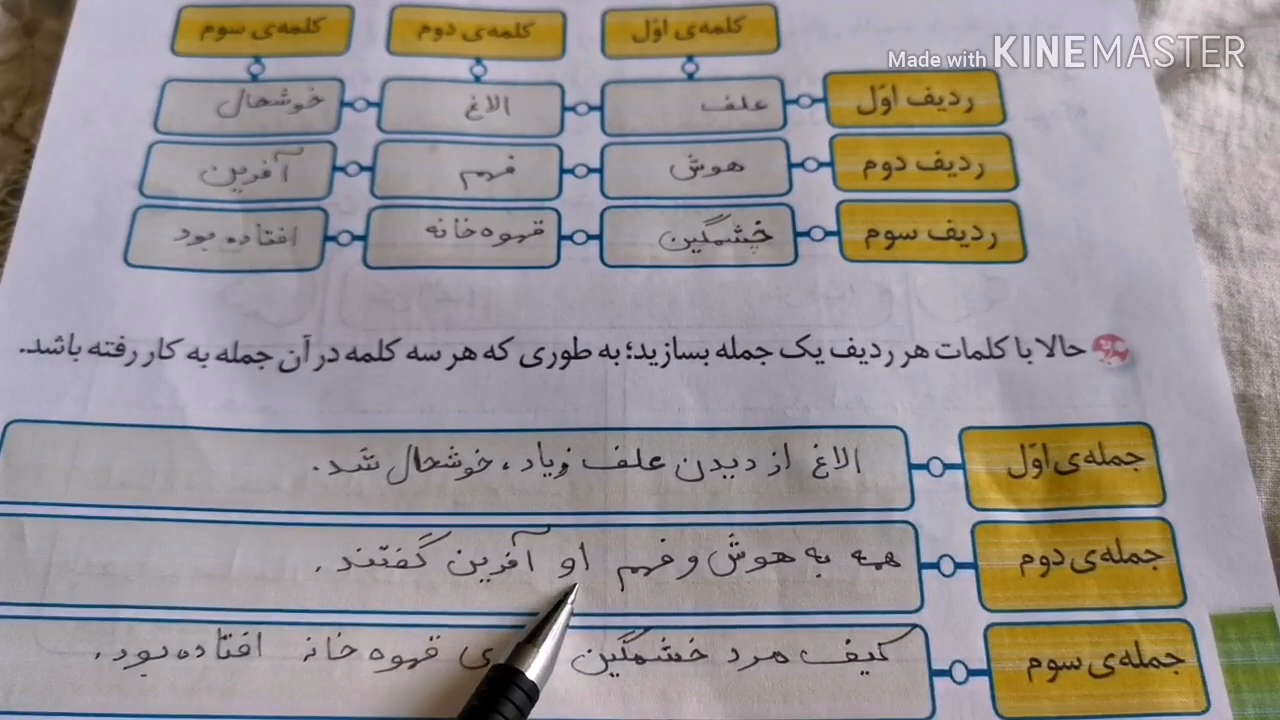 Made with KINEMASTER
کلمه‌ی اوّل کلمه‌ی دوم کلمه‌ی سوم
ردیف اوّل علف الاغ خوشحال
ردیف دوم هوش فهم آفرین
ردیف سوم خشمگین قهوه‌خانه افتاده بود
حالا با کلمات هر ردیف یک جمله بسازید؛ به طوری که هر سه کلمه در آن جمله به کار رفته باشد.
جمله‌ی اوّل الاغ از دیدن علف زیاد، خوشحال شد.
جمله‌ی دوم همه به هوش و فهم او آفرین گفتند.
جمله‌ی سوم کیف مرد خشمگین ی قهوه خانه افتاده بود.